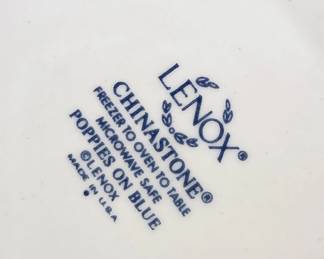 LENOX®
CHINASTONE®
FREEZER TO OVEN TO TABLE
MICROWAVE SAFE
POPPIES ON BLUE
©LENOX
MADE IN U.S.A.